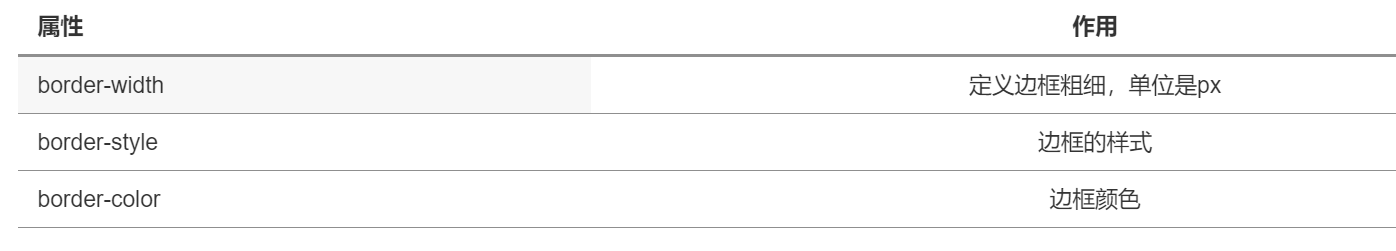 属性 作用
border-width 定义边框粗细，单位是px
border-style 边框的样式
border-color 边框颜色